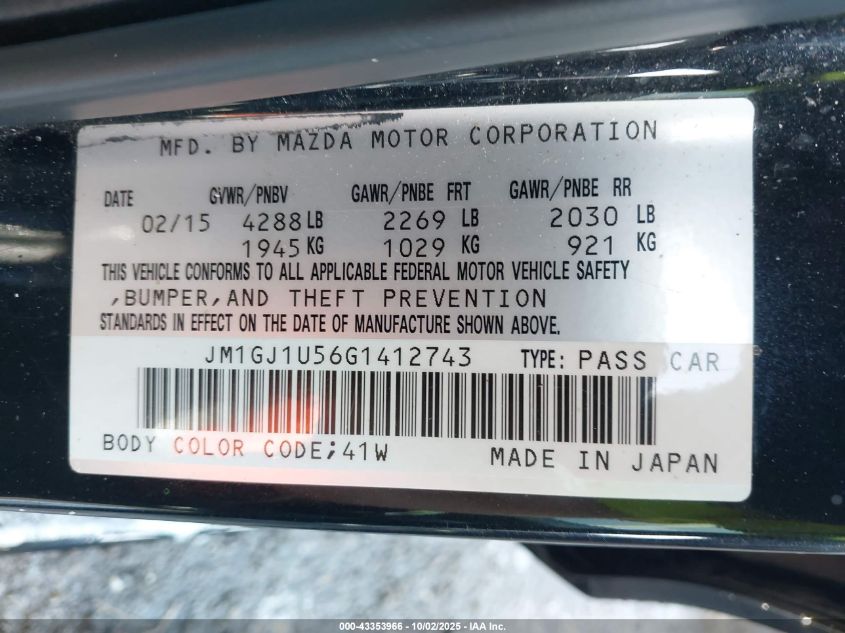 MFD. BY MAZDA MOTOR CORPORATION
DATE GVWR/PNBV GAWR/PNBE FRT GAWR/PNBE RR
02/15 4288 LB 2269 LB 2030 LB
1945 KG 1029 KG 921 KG
THIS VEHICLE CONFORMS TO ALL APPLICABLE FEDERAL MOTOR VEHICLE SAFETY
,BUMPER,AND THEFT PREVENTION
STANDARDS IN EFFECT ON THE DATE OF MANUFACTURE SHOWN ABOVE.
JM1GJ1U56G1412743 TYPE: PASS CAR
BODY COLOR CODE;41W MADE IN JAPAN
000-43353966 - 10/02/2025 - IAA Inc.